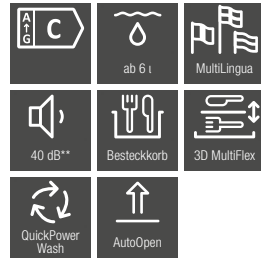 A
G
C
ab 6 l
MultiLingua
40 dB**
Besteckkorb
3D MultiFlex
QuickPower
Wash
AutoOpen